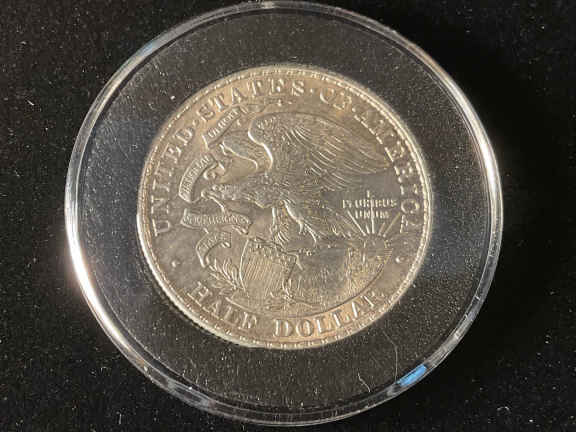 UNITED·STATES·OF·AMERICA
E
PLURIBUS
UNUM
HALF DOLLAR